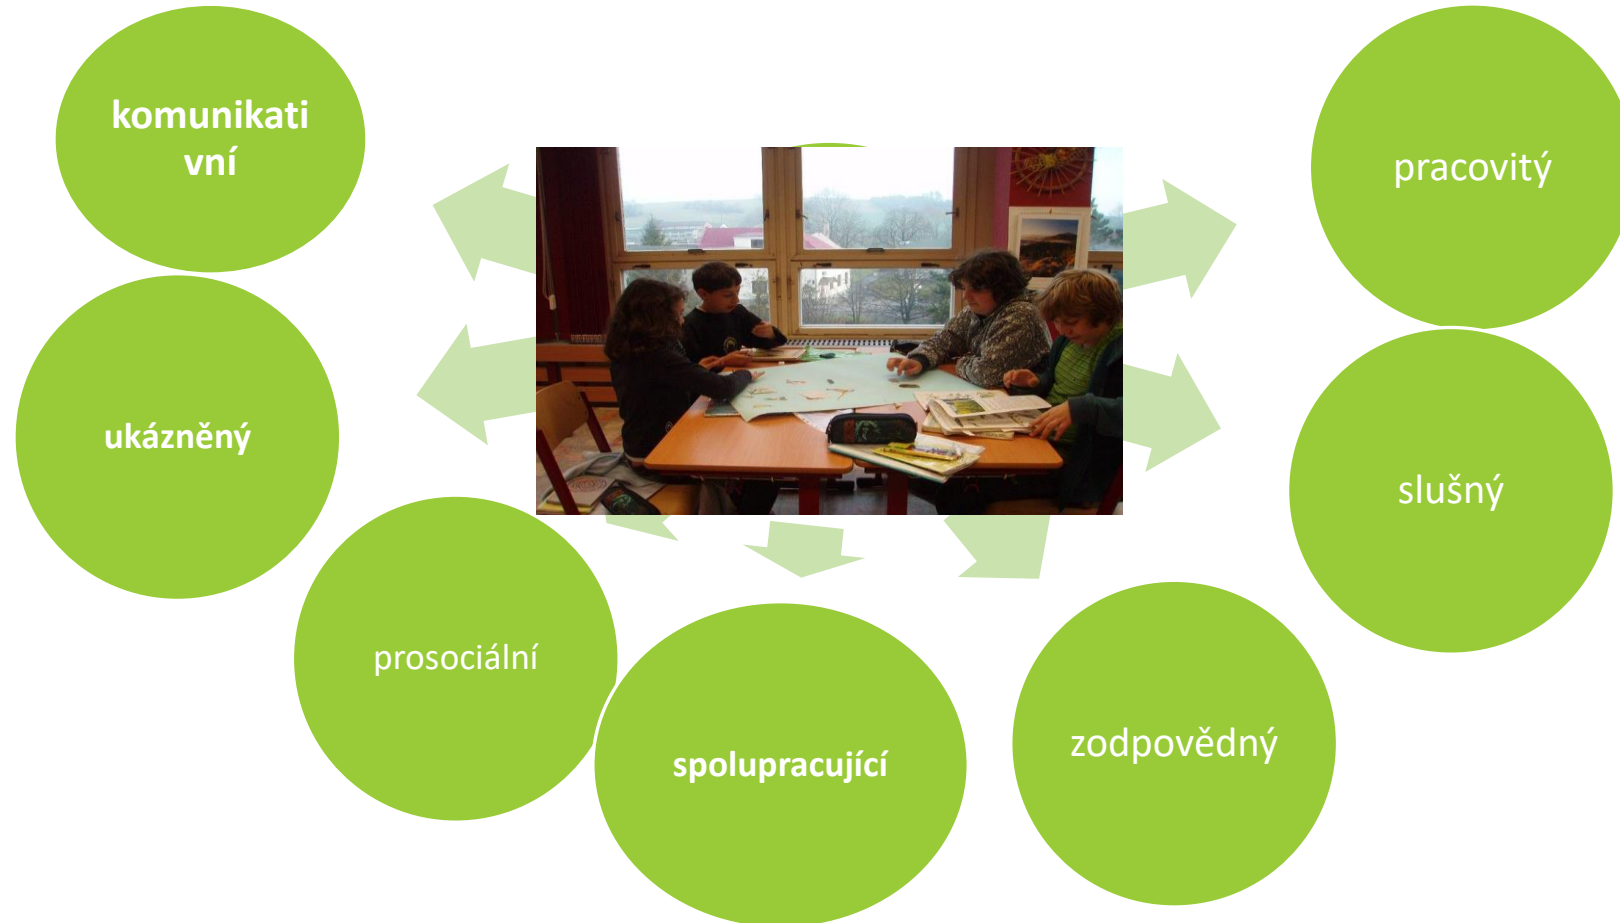 komunikati
vní
pracovitý
ukázněný
slušný
prosociální
spolupracující
zodpovědný